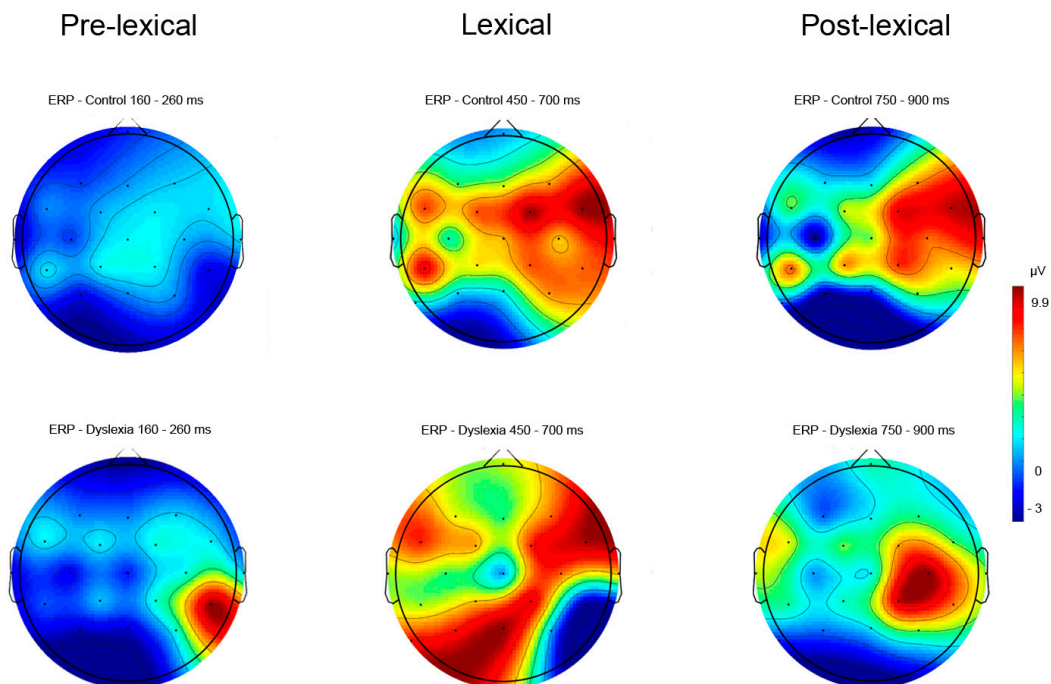 Pre-lexical
Lexical
Post-lexical
ERP - Control 160 - 260 ms
ERP - Control 450 - 700 ms
ERP - Control 750 - 900 ms
μV
9.9
0
- 3
ERP - Dyslexia 160 - 260 ms
ERP - Dyslexia 450 - 700 ms
ERP - Dyslexia 750 - 900 ms